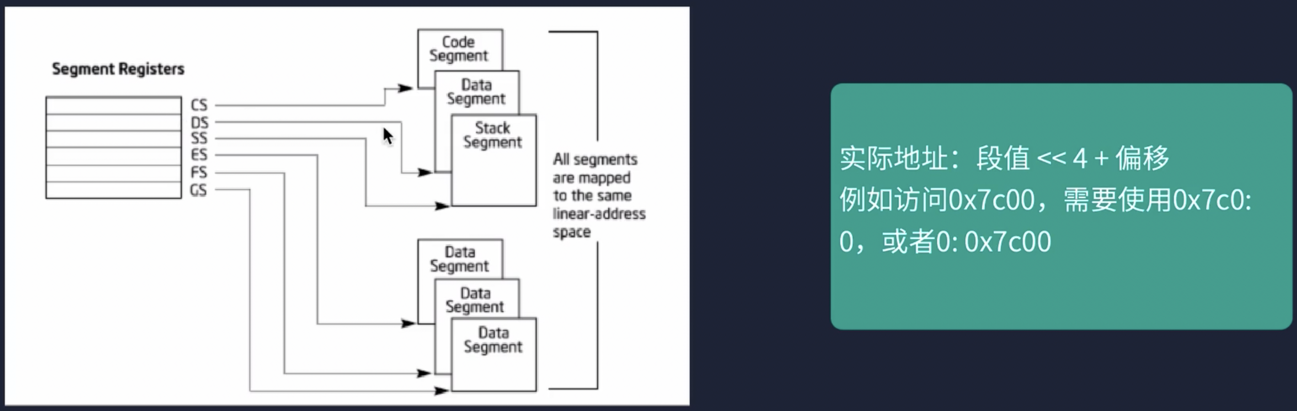 Segment Registers
CS
DS
SS
ES
FS
GS
Code
Segment
Data
Segment
Stack
Segment
All segments
are mapped
to the same
linear-address
space
Data
Segment
Data
Segment
Data
Segment
实际地址：段值 << 4 + 偏移
例如访问0x7c00，需要使用0x7c0:
0，或者0: 0x7c00